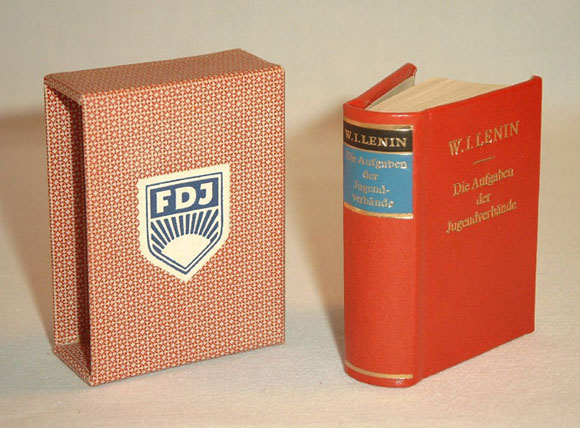 FDJ
W.I.LENIN
Die Aufgaben
der
Jugend-
verbände
W.I.LENIN
Die Aufgaben
der
Jugendverbände